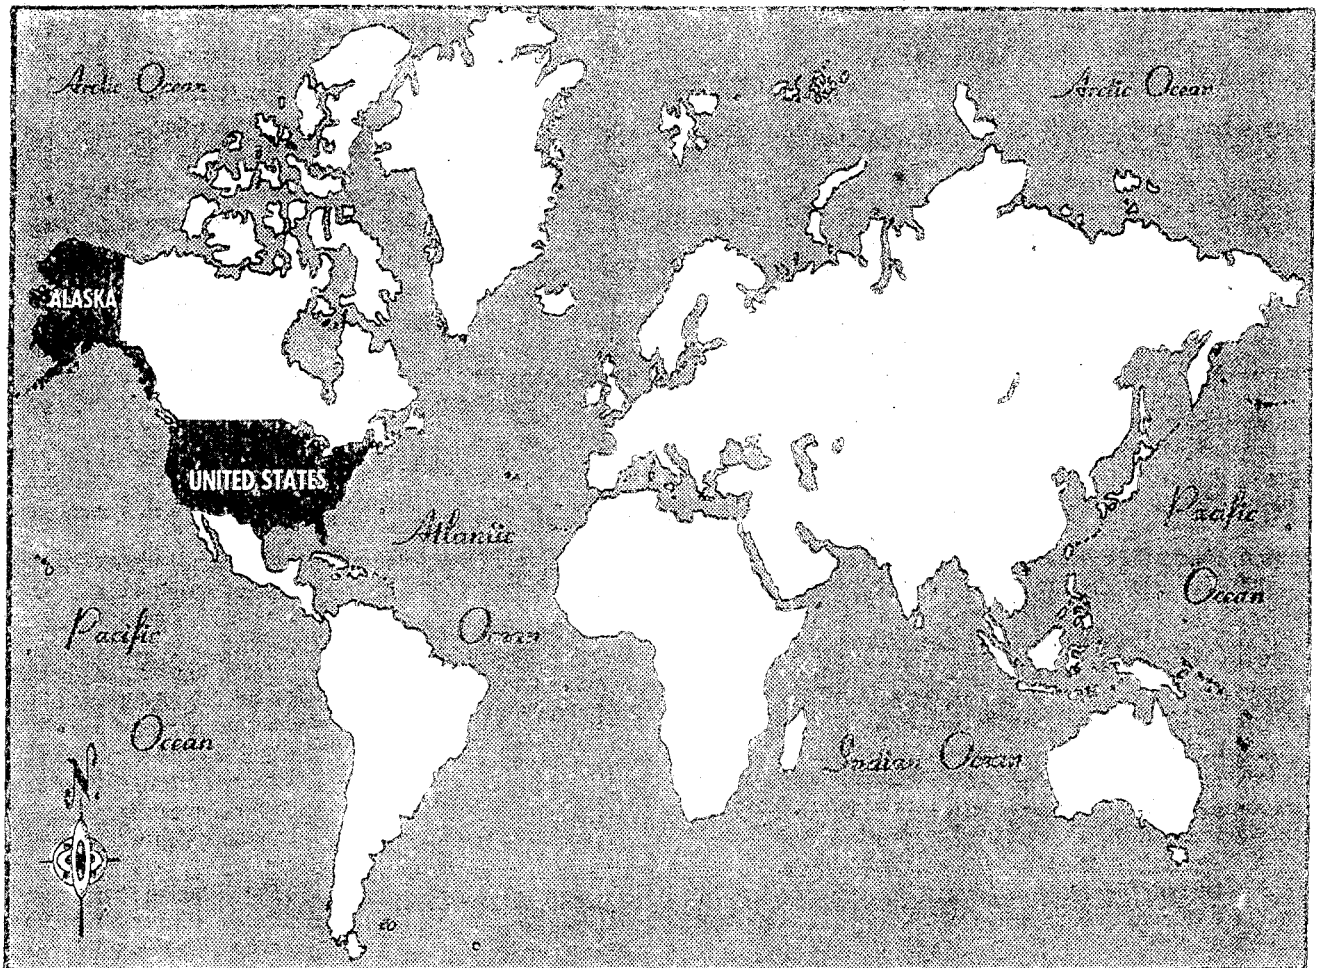 Arctic Ocean
Arctic Ocean
ALASKA
UNITED STATES
Atlantic
Ocean
Pacific
Ocean
Pacific
Ocean
Indian Ocean
N